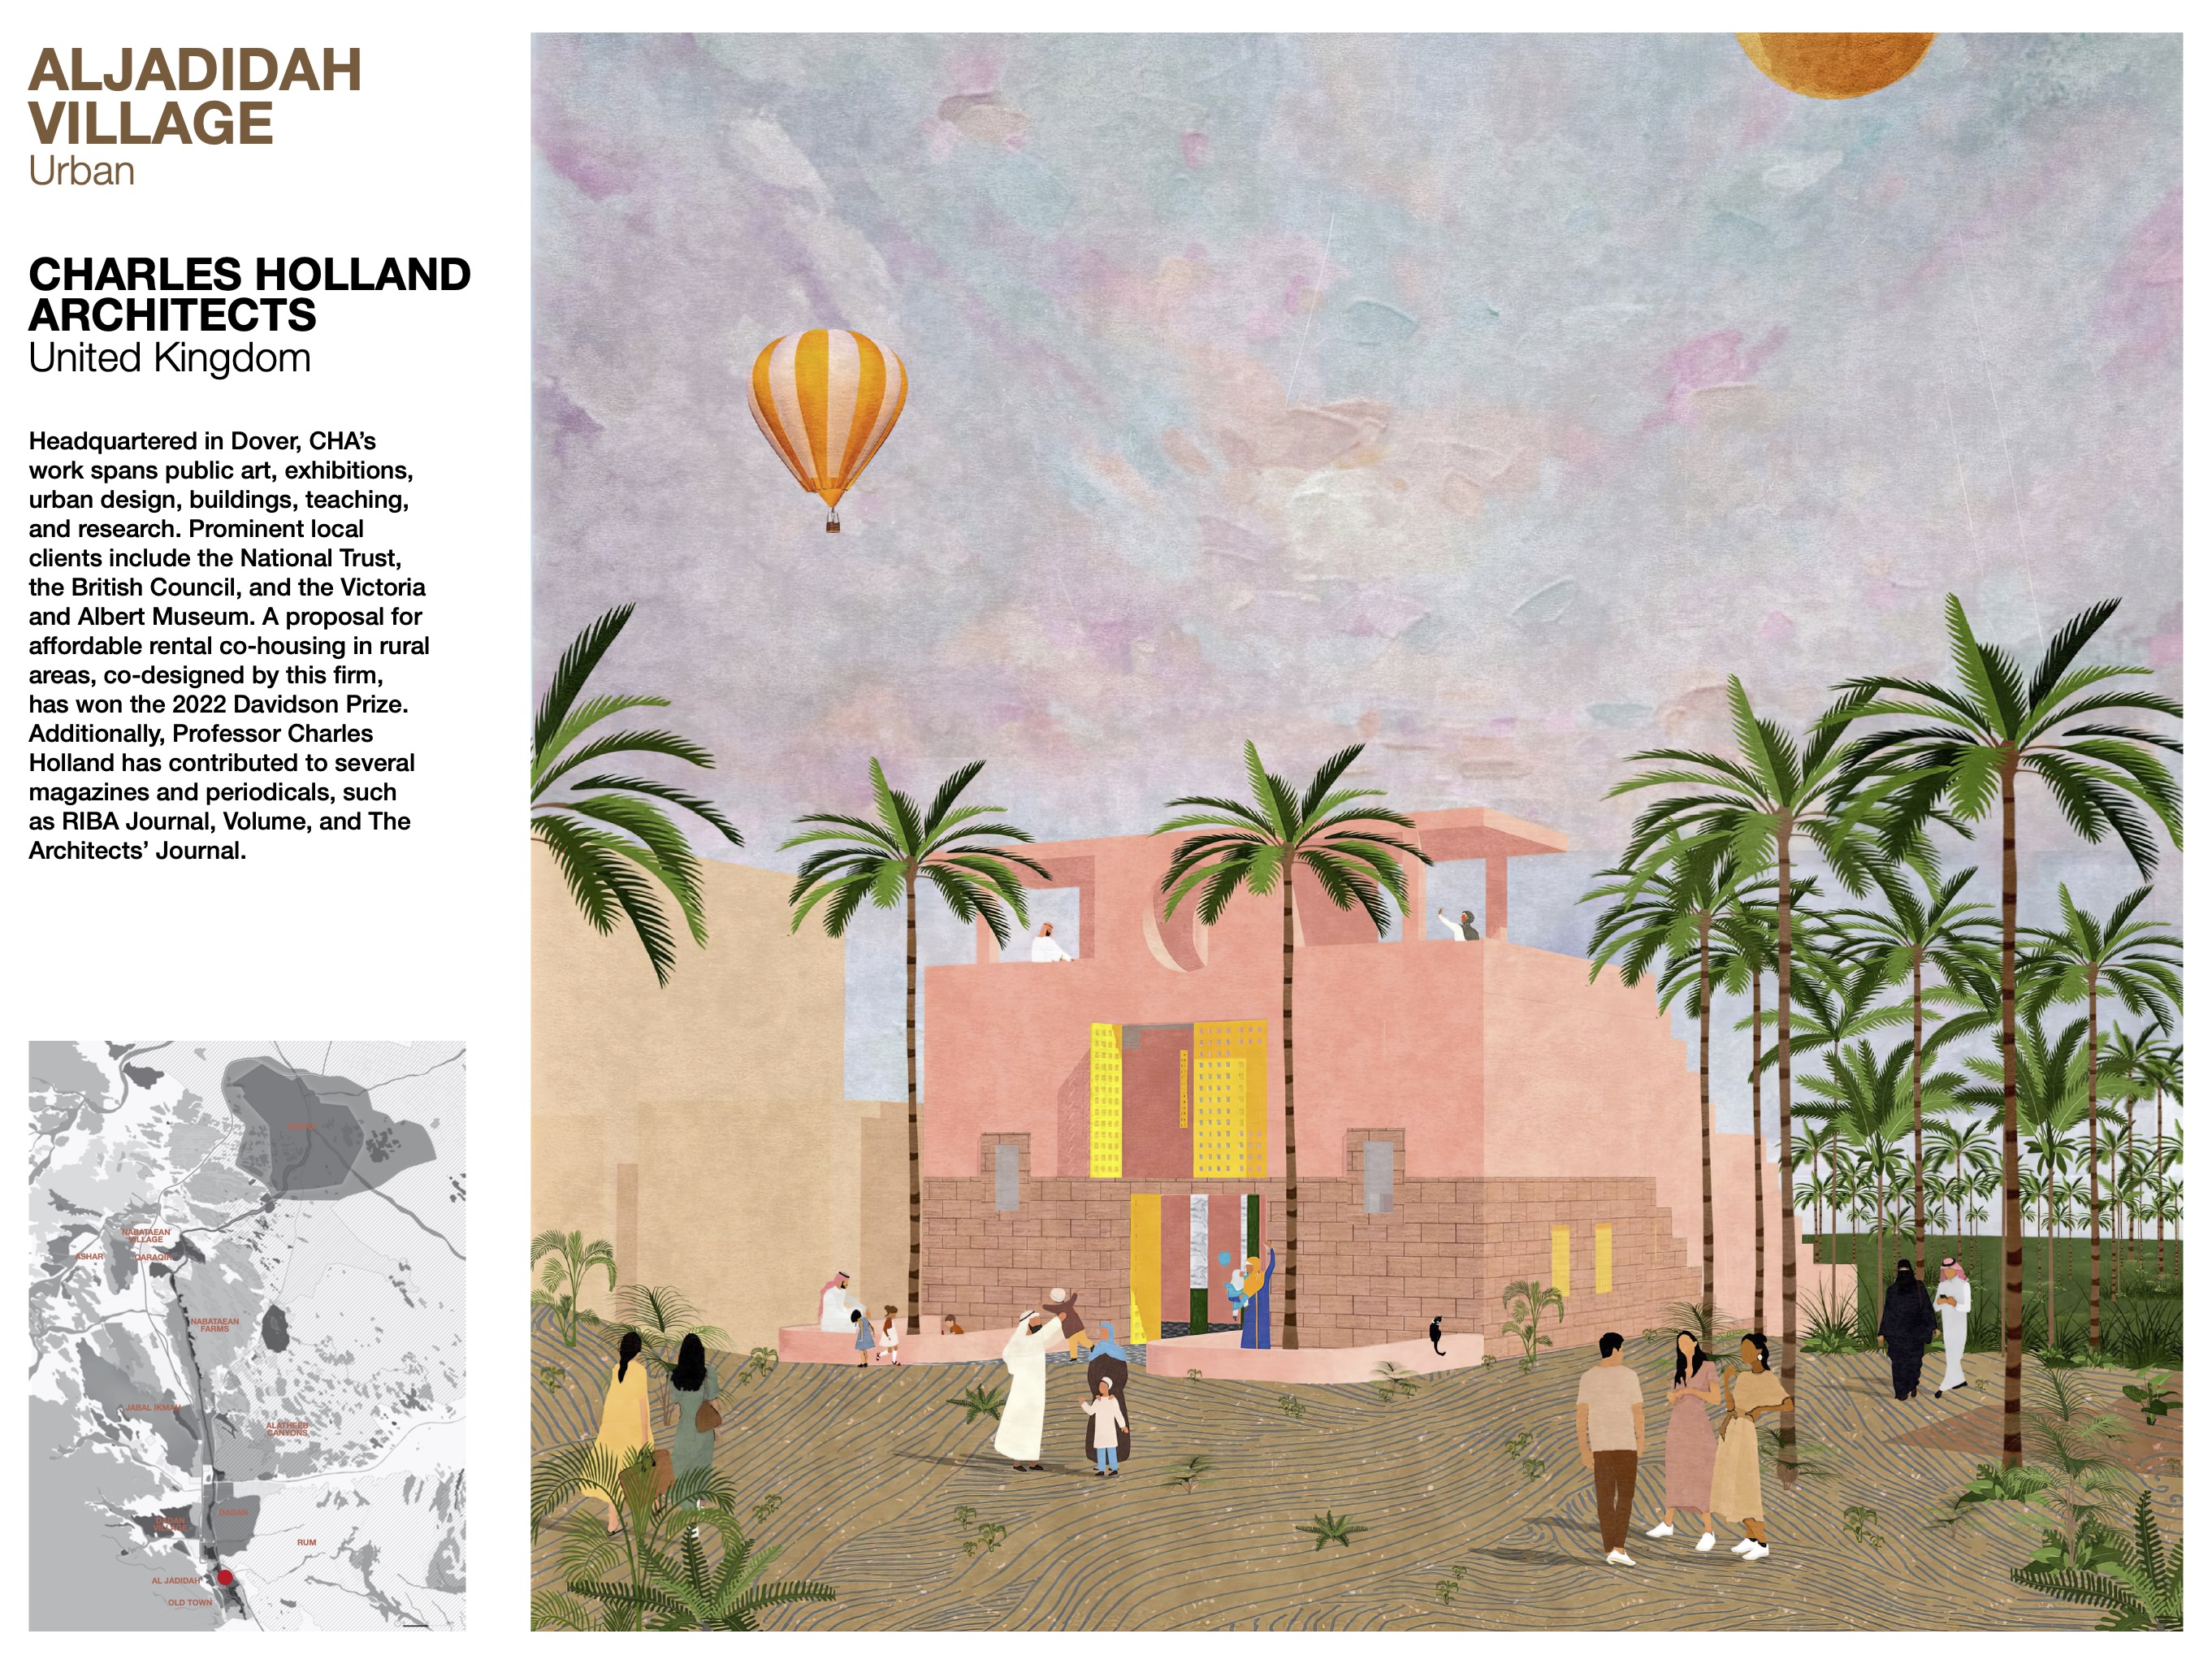 ALJADIDAH
VILLAGE
Urban
CHARLES HOLLAND
ARCHITECTS
United Kingdom
Headquartered in Dover, CHA’s
work spans public art, exhibitions,
urban design, buildings, teaching,
and research. Prominent local
clients include the National Trust,
the British Council, and the Victoria
and Albert Museum. A proposal for
affordable rental co-housing in rural
areas, co-designed by this firm,
has won the 2022 Davidson Prize.
Additionally, Professor Charles
Holland has contributed to several
magazines and periodicals, such
as RIBA Journal, Volume, and The
Architects’ Journal.
NABATAEAN
VILLAGE
ASHAR
QARAQIR
NABATAEAN
FARMS
JABAL IKMAH
ALATHEEB
CANYONS
DADAN
DADAN
VILLAGE
RUM
AL JADIDAH
OLD TOWN